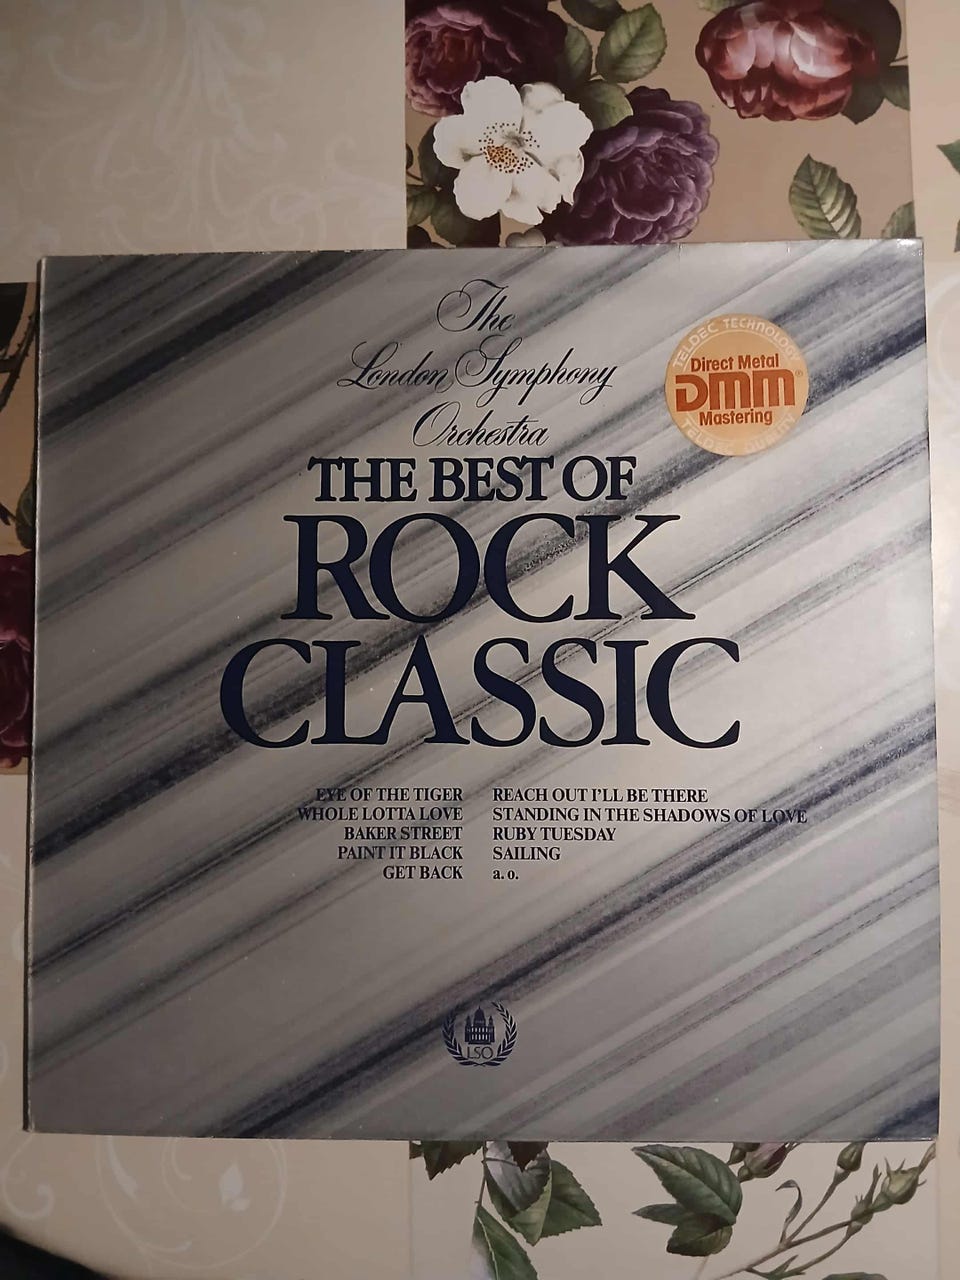 The
London Symphony
Orchestra
THE BEST OF
ROCK
CLASSIC
TELDEC TECHNOLOGY
Direct Metal
DMM®
Mastering
TELDEC QUALITY
EYE OF THE TIGER
WHOLE LOTTA LOVE
BAKER STREET
PAINT IT BLACK
GET BACK
REACH OUT I'LL BE THERE
STANDING IN THE SHADOWS OF LOVE
RUBY TUESDAY
SAILING
a. o.
LSO